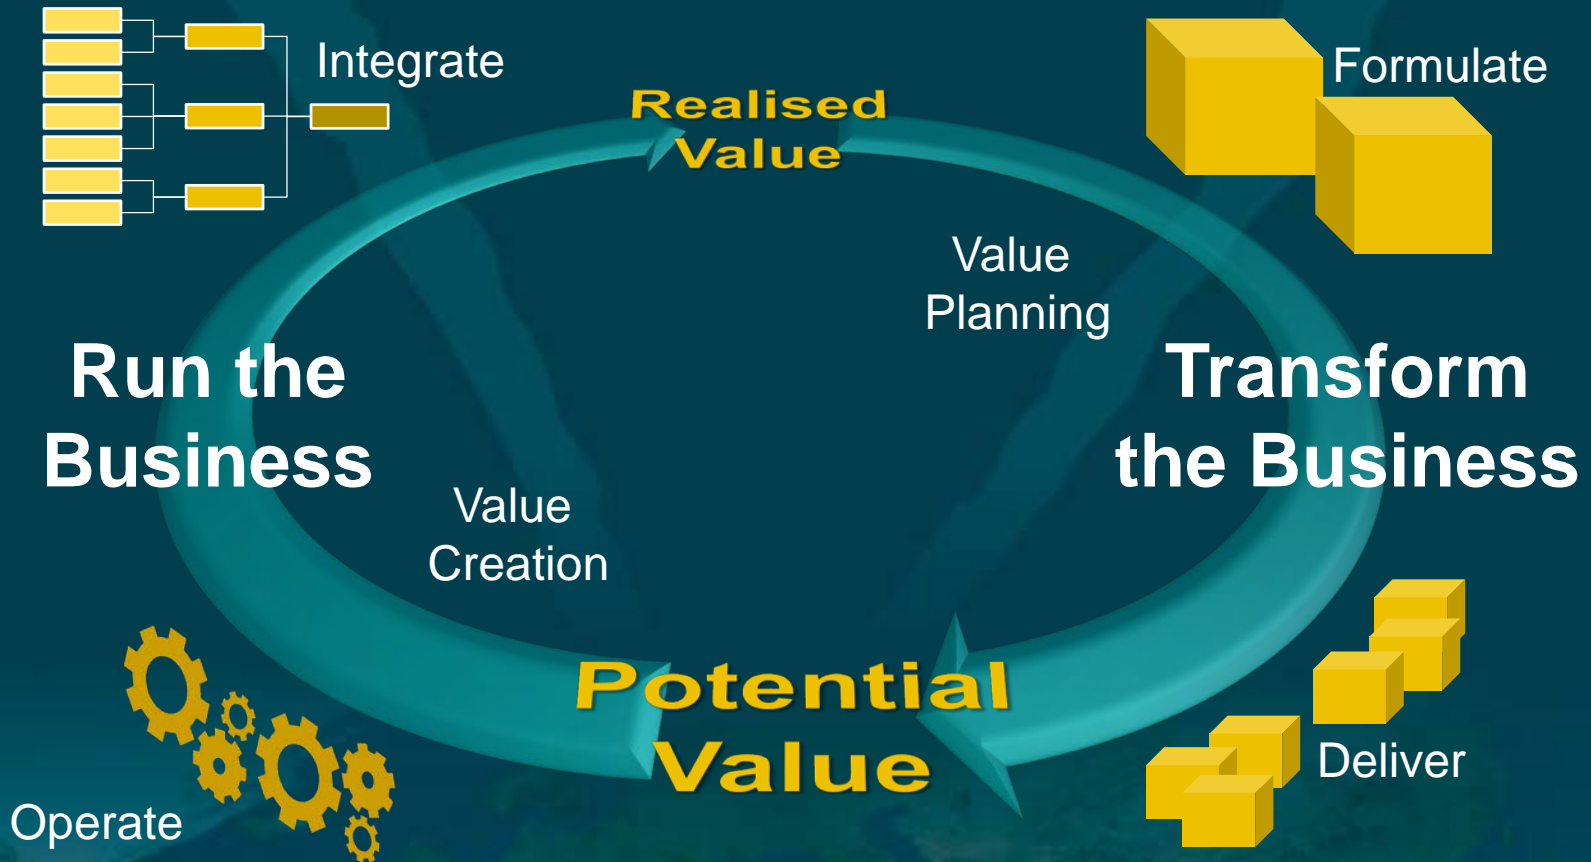 Integrate
Realised
Value
Formulate
Value
Planning
Run the
Business
Transform
the Business
Value
Creation
Potential
Value
Deliver
Operate